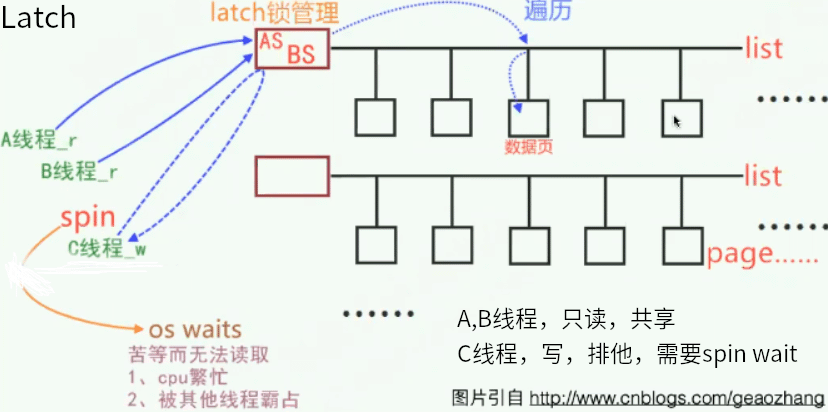 Latch
latch锁管理
遍历
AS
BS
list
A线程_r
B线程_r
数据页
list
spin
C线程_w
page......
os waits
苦等而无法读取
1、cpu繁忙
2、被其他线程霸占
A,B线程，只读，共享
C线程，写，排他，需要spin wait
图片引自 http://www.cnblogs.com/geaozhang